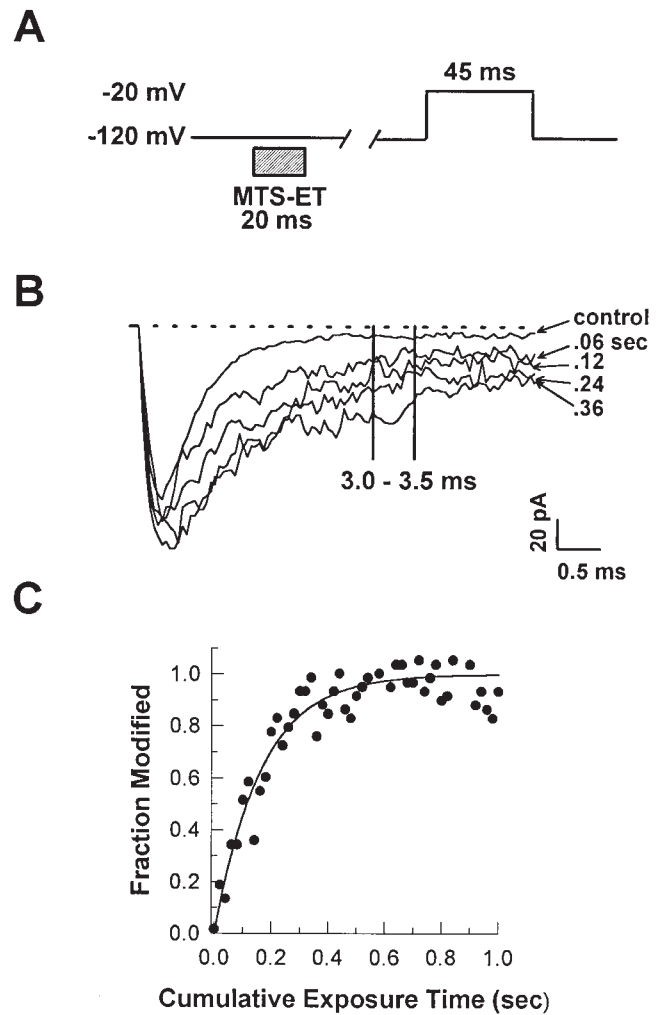 A
45 ms
-20 mV
-120 mV
MTS-ET
20 ms
B
control
.06 sec
.12
.24
.36
3.0 - 3.5 ms
20 pA
0.5 ms
C
1.0
0.8
0.6
0.4
0.2
0.0
Fraction Modified
0.0 0.2 0.4 0.6 0.8 1.0
Cumulative Exposure Time (sec)